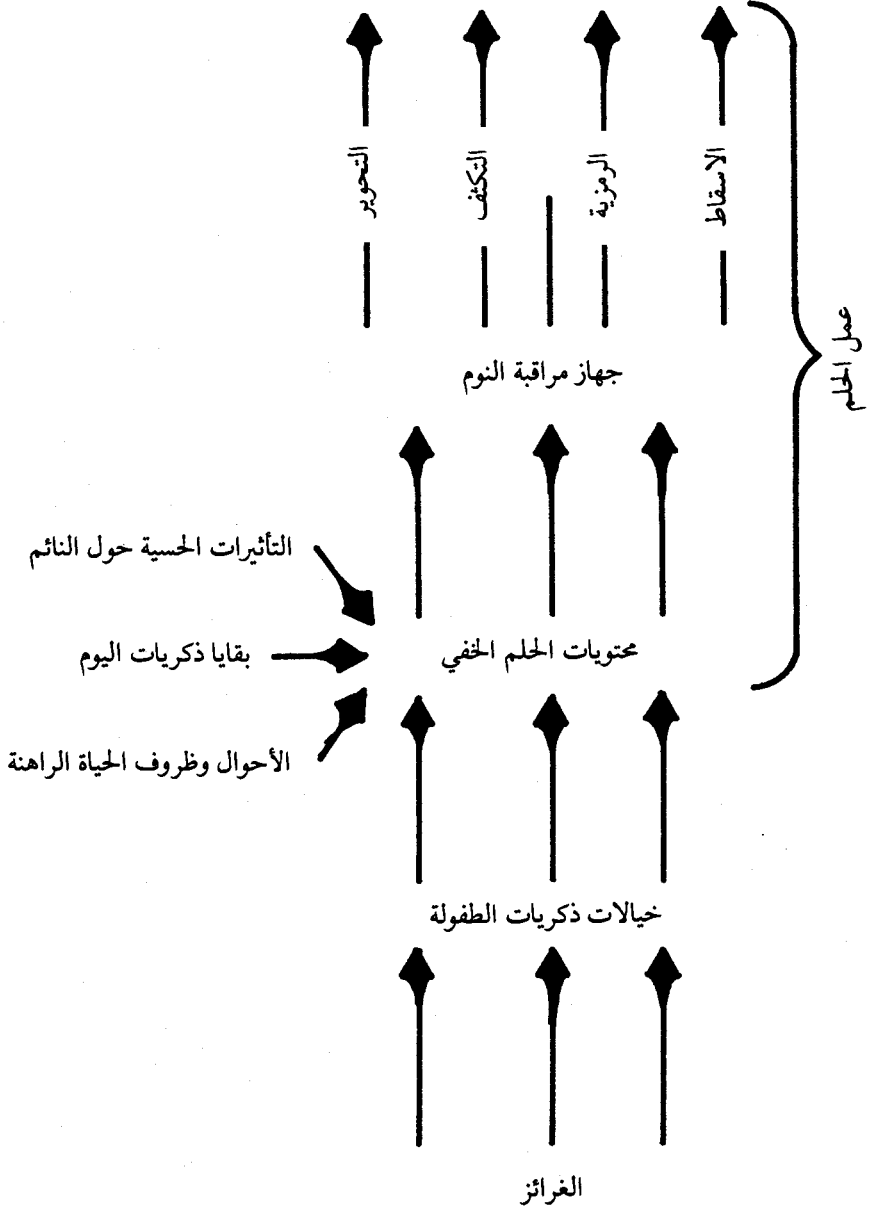 الاسقاط
الرمزية
التكثف
التحوير
عمل الحلم
جهاز مراقبة النوم
التأثيرات الحسية حول النائم
محتويات الحلم الخفي
بقايا ذكريات اليوم
الأحوال وظروف الحياة الراهنة
خيالات ذكريات الطفولة
الغرائز